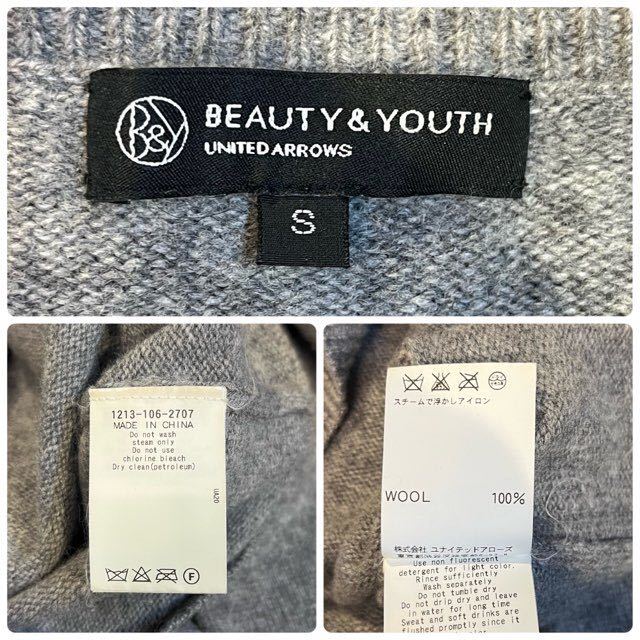 B&Y
BEAUTY & YOUTH
UNITED ARROWS
S
1213-106-2707
MADE IN CHINA
Do not wash
steam only
Do not use
chlorine bleach
Dry clean(petroleum)
UA20
F
スチームで浮かしアイロン
WOOL 100%
株式会社 ユナイテッドアローズ
Use non fluorescent
detergent for light color.
Rince sufficiently
Wash separately
Do not tumble dry
Do not drip dry and leave
in water for long time
Sweat and soft drinks are
flushed promptly since it